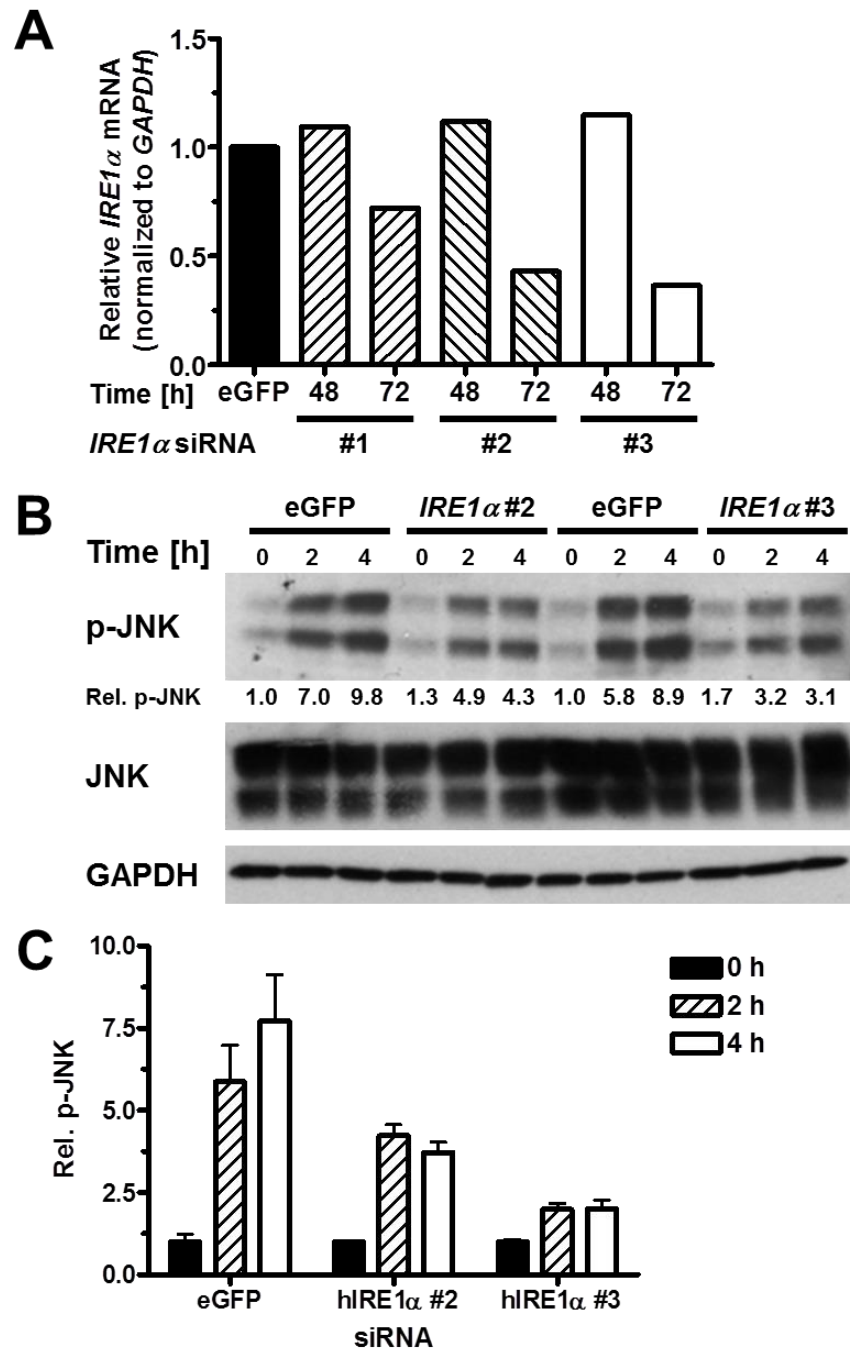 A
Relative IRE1α mRNA
(normalized to GAPDH)
1.5
1.0
0.5
0.0
Time [h] eGFP 48 72 48 72 48 72
IRE1α siRNA #1 #2 #3
B
eGFP IRE1α #2 eGFP IRE1α #3
Time [h] 0 2 4 0 2 4 0 2 4 0 2 4
p-JNK
Rel. p-JNK 1.0 7.0 9.8 1.3 4.9 4.3 1.0 5.8 8.9 1.7 3.2 3.1
JNK
GAPDH
C
Rel. p-JNK
10.0
7.5
5.0
2.5
0.0
0 h
2 h
4 h
eGFP hIRE1α #2 hIRE1α #3
siRNA